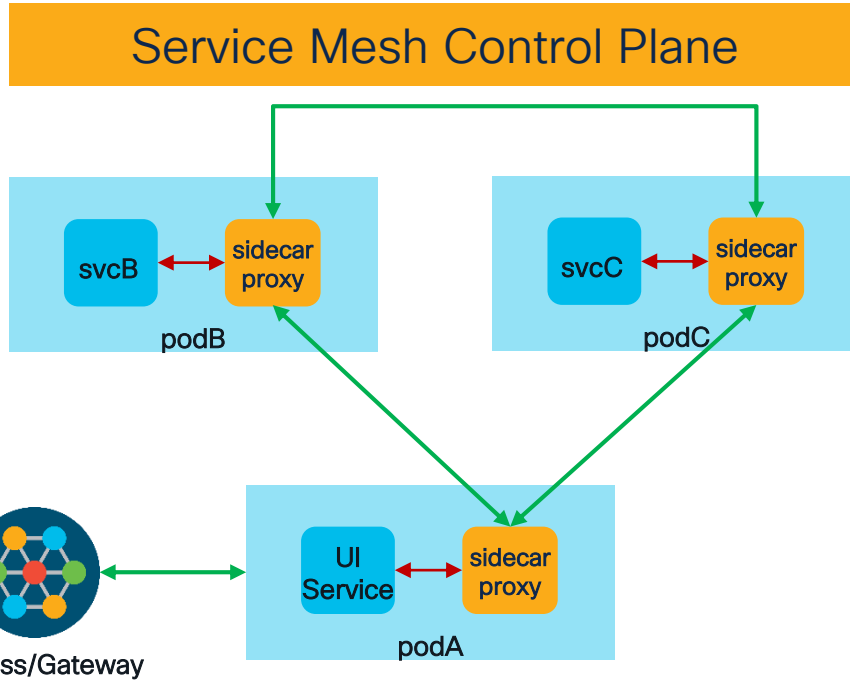 Service Mesh Control Plane
svcB
sidecar
proxy
podB
svcC
sidecar
proxy
podC
UI
Service
sidecar
proxy
podA
ss/Gateway